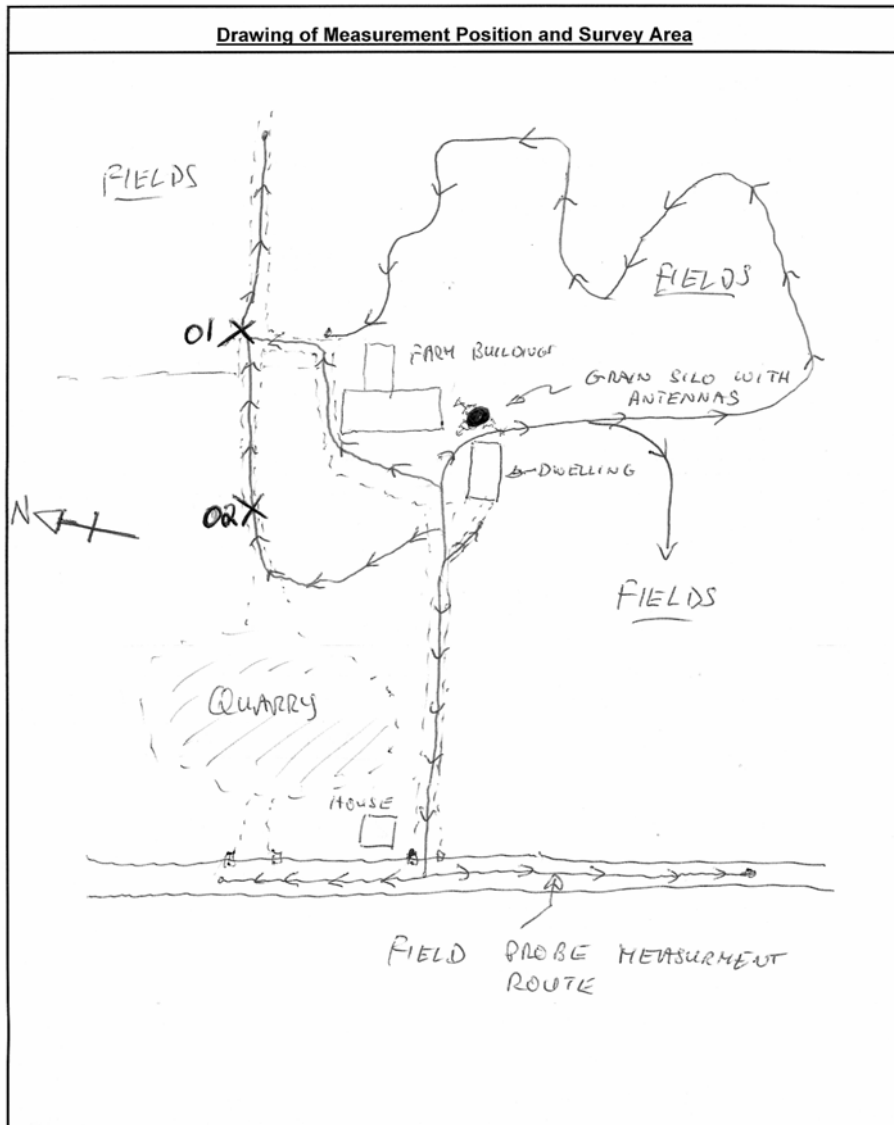 Drawing of Measurement Position and Survey Area
FIELDS
FIELDS
01
FARM BUILDINGS
GRAIN SILO WITH
ANTENNAS
DWELLING
N
02
FIELDS
QUARRY
HOUSE
FIELD PROBE MEASURMENT
ROUTE